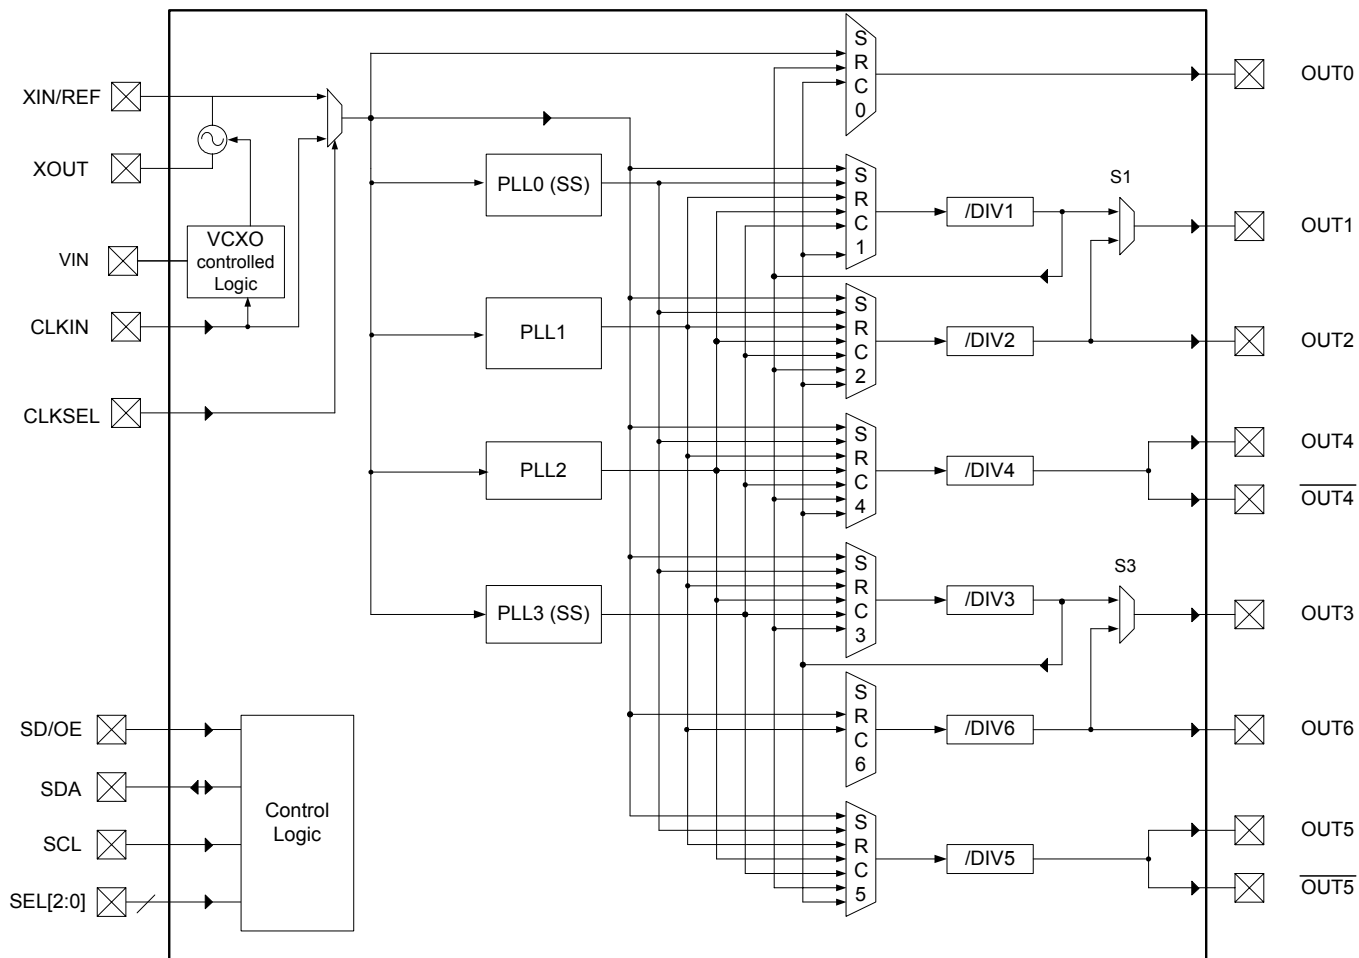 XIN/REF
XOUT
VIN
CLKIN
CLKSEL
VCXO
controlled
Logic
PLL0 (SS)
PLL1
PLL2
PLL3 (SS)
SRC0
SRC1
SRC2
SRC4
SRC3
SRC6
SRC5
/DIV1
/DIV2
/DIV4
/DIV3
/DIV6
/DIV5
S1
S3
OUT0
OUT1
OUT2
OUT4
OUT4
OUT3
OUT6
OUT5
OUT5
SD/OE
SDA
SCL
SEL[2:0]
Control
Logic